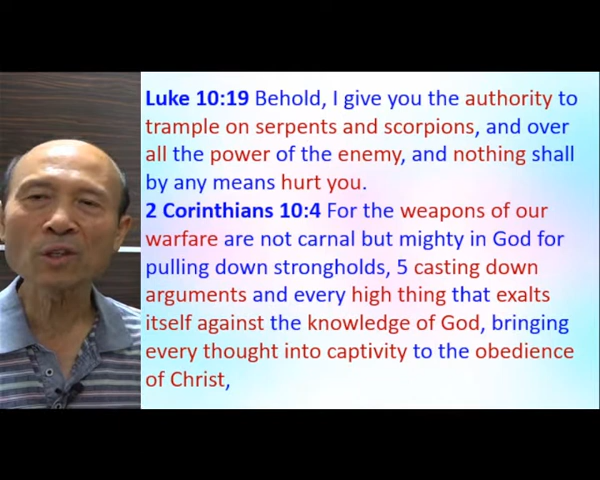 Luke 10:19 Behold, I give you the authority to
trample on serpents and scorpions, and over
all the power of the enemy, and nothing shall
by any means hurt you.
2 Corinthians 10:4 For the weapons of our
warfare are not carnal but mighty in God for
pulling down strongholds, 5 casting down
arguments and every high thing that exalts
itself against the knowledge of God, bringing
every thought into captivity to the obedience
of Christ,